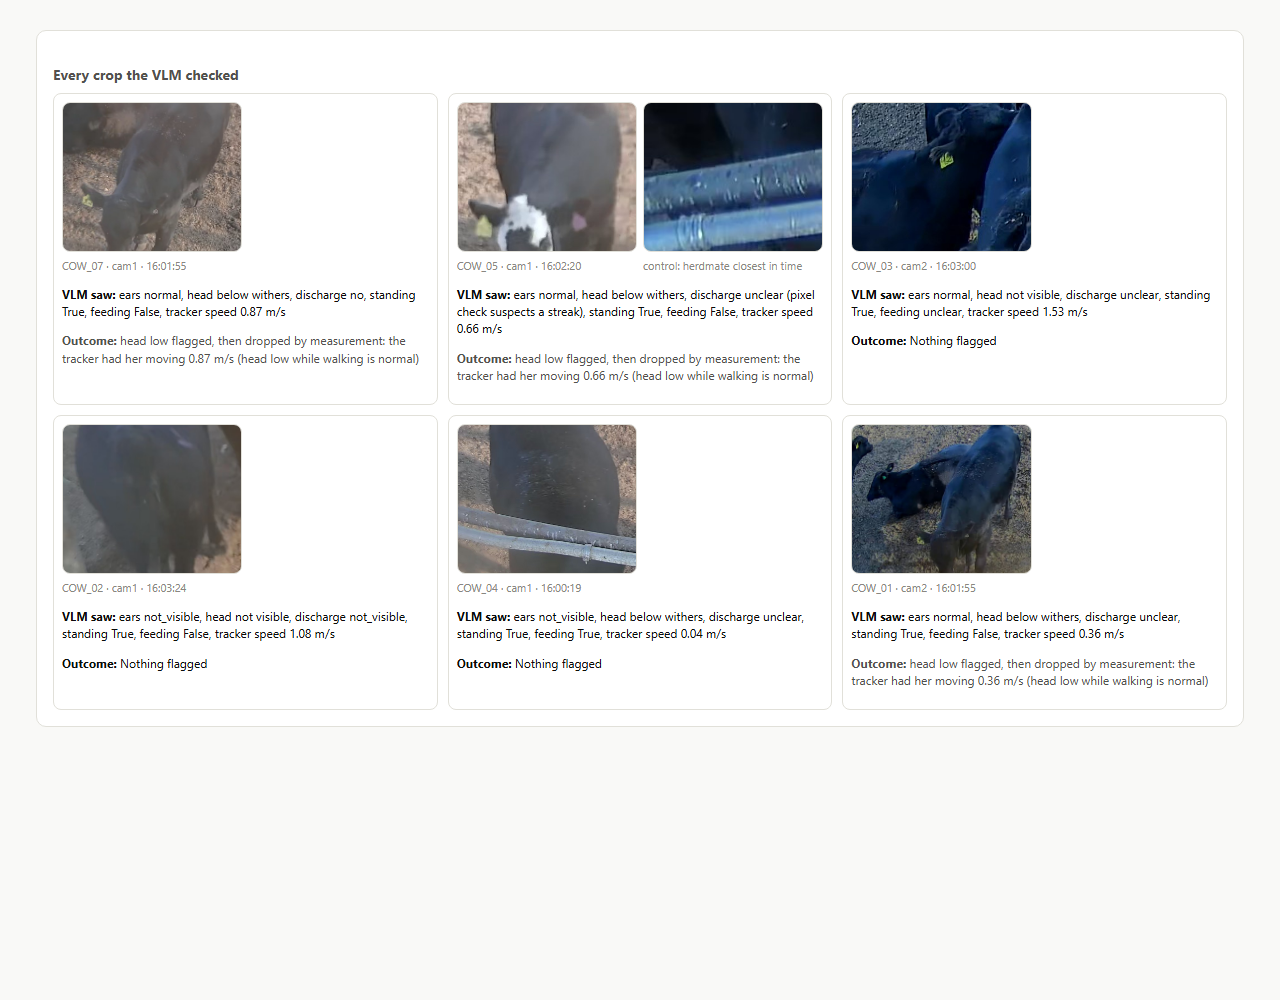 Every crop the VLM checked
COW_07 · cam1 · 16:01:55
VLM saw: ears normal, head below withers, discharge no, standing
True, feeding False, tracker speed 0.87 m/s
Outcome: head low flagged, then dropped by measurement: the
tracker had her moving 0.87 m/s (head low while walking is normal)
COW_05 · cam1 · 16:02:20
control: herdmate closest in time
VLM saw: ears normal, head below withers, discharge unclear (pixel
check suspects a streak), standing True, feeding False, tracker speed
0.66 m/s
Outcome: head low flagged, then dropped by measurement: the
tracker had her moving 0.66 m/s (head low while walking is normal)
COW_03 · cam2 · 16:03:00
VLM saw: ears normal, head not visible, discharge unclear, standing
True, feeding unclear, tracker speed 1.53 m/s
Outcome: Nothing flagged
COW_02 · cam1 · 16:03:24
VLM saw: ears not_visible, head not visible, discharge not_visible,
standing True, feeding False, tracker speed 1.08 m/s
Outcome: Nothing flagged
COW_04 · cam1 · 16:00:19
VLM saw: ears not_visible, head below withers, discharge unclear,
standing True, feeding True, tracker speed 0.04 m/s
Outcome: Nothing flagged
COW_01 · cam2 · 16:01:55
VLM saw: ears normal, head below withers, discharge unclear,
standing True, feeding False, tracker speed 0.36 m/s
Outcome: head low flagged, then dropped by measurement: the
tracker had her moving 0.36 m/s (head low while walking is normal)